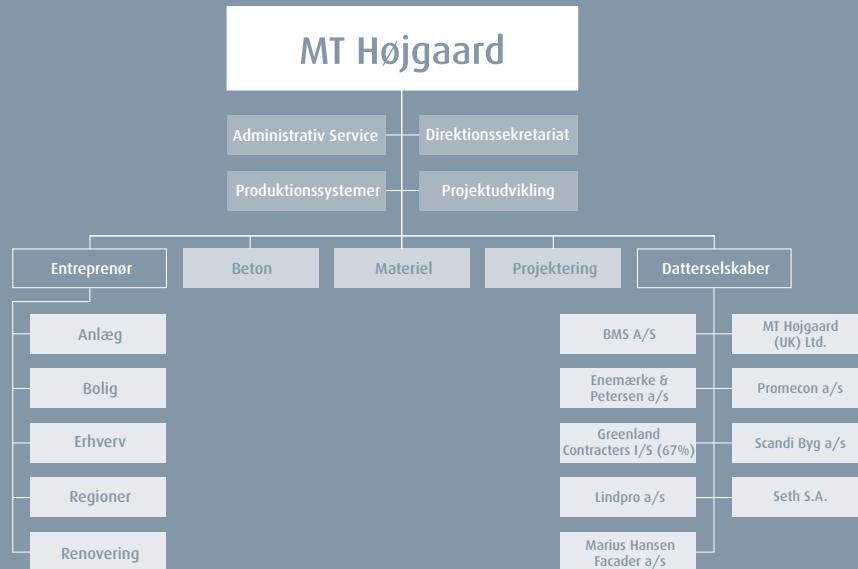 MT Højgaard
Administrativ Service
Direktionssekretariat
Produktionssystemer
Projektudvikling
Entreprenør
Beton
Materiel
Projektering
Datterselskaber
Anlæg
Bolig
Erhverv
Regioner
Renovering
BMS A/S
MT Højgaard
(UK) Ltd.
Enemærke &
Petersen a/s
Promecon a/s
Greenland
Contracters I/S (67%)
Scandi Byg a/s
Lindpro a/s
Seth S.A.
Marius Hansen
Facader a/s